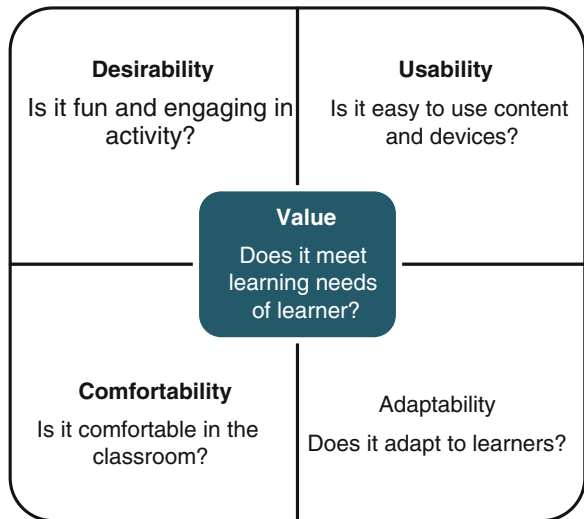 Desirability
Is it fun and engaging in
activity?
Usability
Is it easy to use content
and devices?
Value
Does it meet
learning needs
of learner?
Comfortability
Is it comfortable in the
classroom?
Adaptability
Does it adapt to learners?